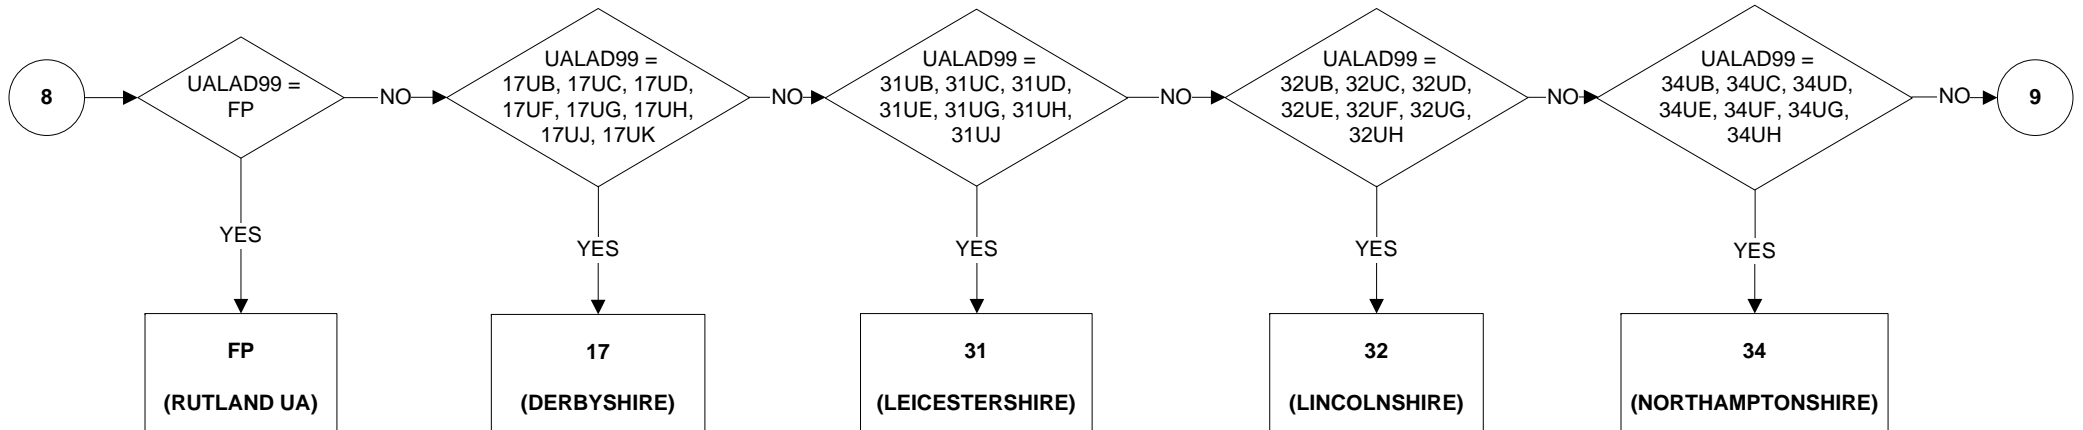 8
UALAD99 =
FP
NO
UALAD99 =
17UB, 17UC, 17UD,
17UF, 17UG, 17UH,
17UJ, 17UK
NO
UALAD99 =
31UB, 31UC, 31UD,
31UE, 31UG, 31UH,
31UJ
NO
UALAD99 =
32UB, 32UC, 32UD,
32UE, 32UF, 32UG,
32UH
NO
UALAD99 =
34UB, 34UC, 34UD,
34UE, 34UF, 34UG,
34UH
NO
9
YES
YES
YES
YES
YES
FP
(RUTLAND UA)
17
(DERBYSHIRE)
31
(LEICESTERSHIRE)
32
(LINCOLNSHIRE)
34
(NORTHAMPTONSHIRE)